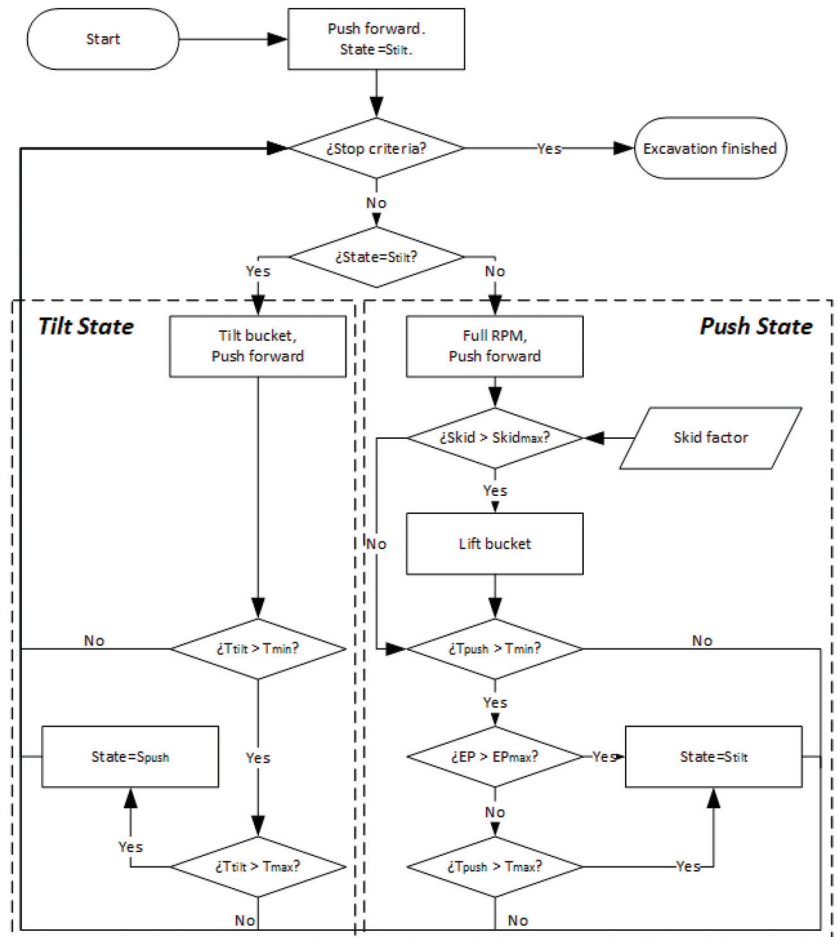 Start
Push forward.
State=Stilt.
¿Stop criteria?
Yes
Excavation finished
No
¿State=Stilt?
Yes
No
Tilt State
Push State
Tilt bucket,
Push forward
Full RPM,
Push forward
¿Skid > Skidmax?
Skid factor
Yes
No
Lift bucket
No
¿Ttilt > Tmin?
¿Tpush > Tmin?
No
Yes
State=Spush
Yes
¿EP > EPmax?
Yes
State=Stilt
No
Yes
¿Ttilt > Tmax?
¿Tpush > Tmax?
Yes
No
No